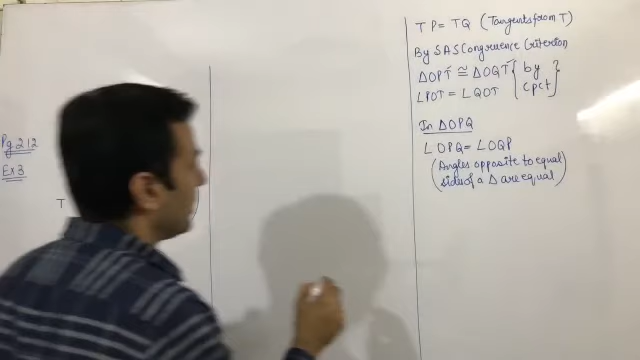 Pg 212
Ex 3
T
TP = TQ (Tangents from T)
By SAS Congruence Criterion
ΔOPT ≅ ΔOQT { by
∠POT = ∠QOT { cpct }
In ΔOPQ
∠OPQ = ∠OQP
(Angles opposite to equal
sides of a Δ are equal)